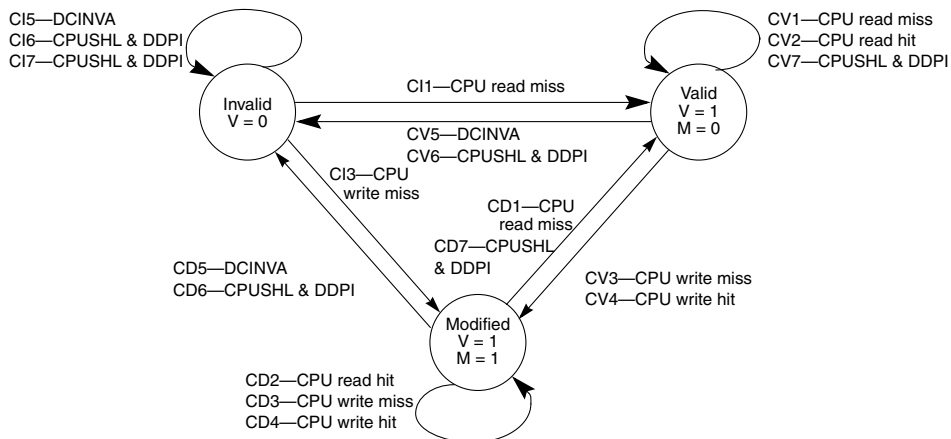 CI5—DCINVA
CI6—CPUSHL & DDPI
CI7—CPUSHL & DDPI
CV1—CPU read miss
CV2—CPU read hit
CV7—CPUSHL & DDPI
Invalid
V = 0
CI1—CPU read miss
Valid
V = 1
M = 0
CV5—DCINVA
CV6—CPUSHL & DDPI
CI3—CPU
write miss
CD1—CPU
read miss
CD7—CPUSHL
& DDPI
CD5—DCINVA
CD6—CPUSHL & DDPI
CV3—CPU write miss
CV4—CPU write hit
Modified
V = 1
M = 1
CD2—CPU read hit
CD3—CPU write miss
CD4—CPU write hit